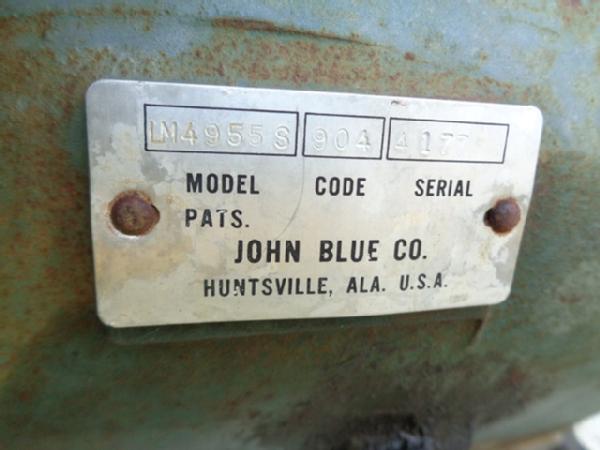 LM4955S 904 4177
MODEL CODE SERIAL
PATS.
JOHN BLUE CO.
HUNTSVILLE, ALA. U.S.A.